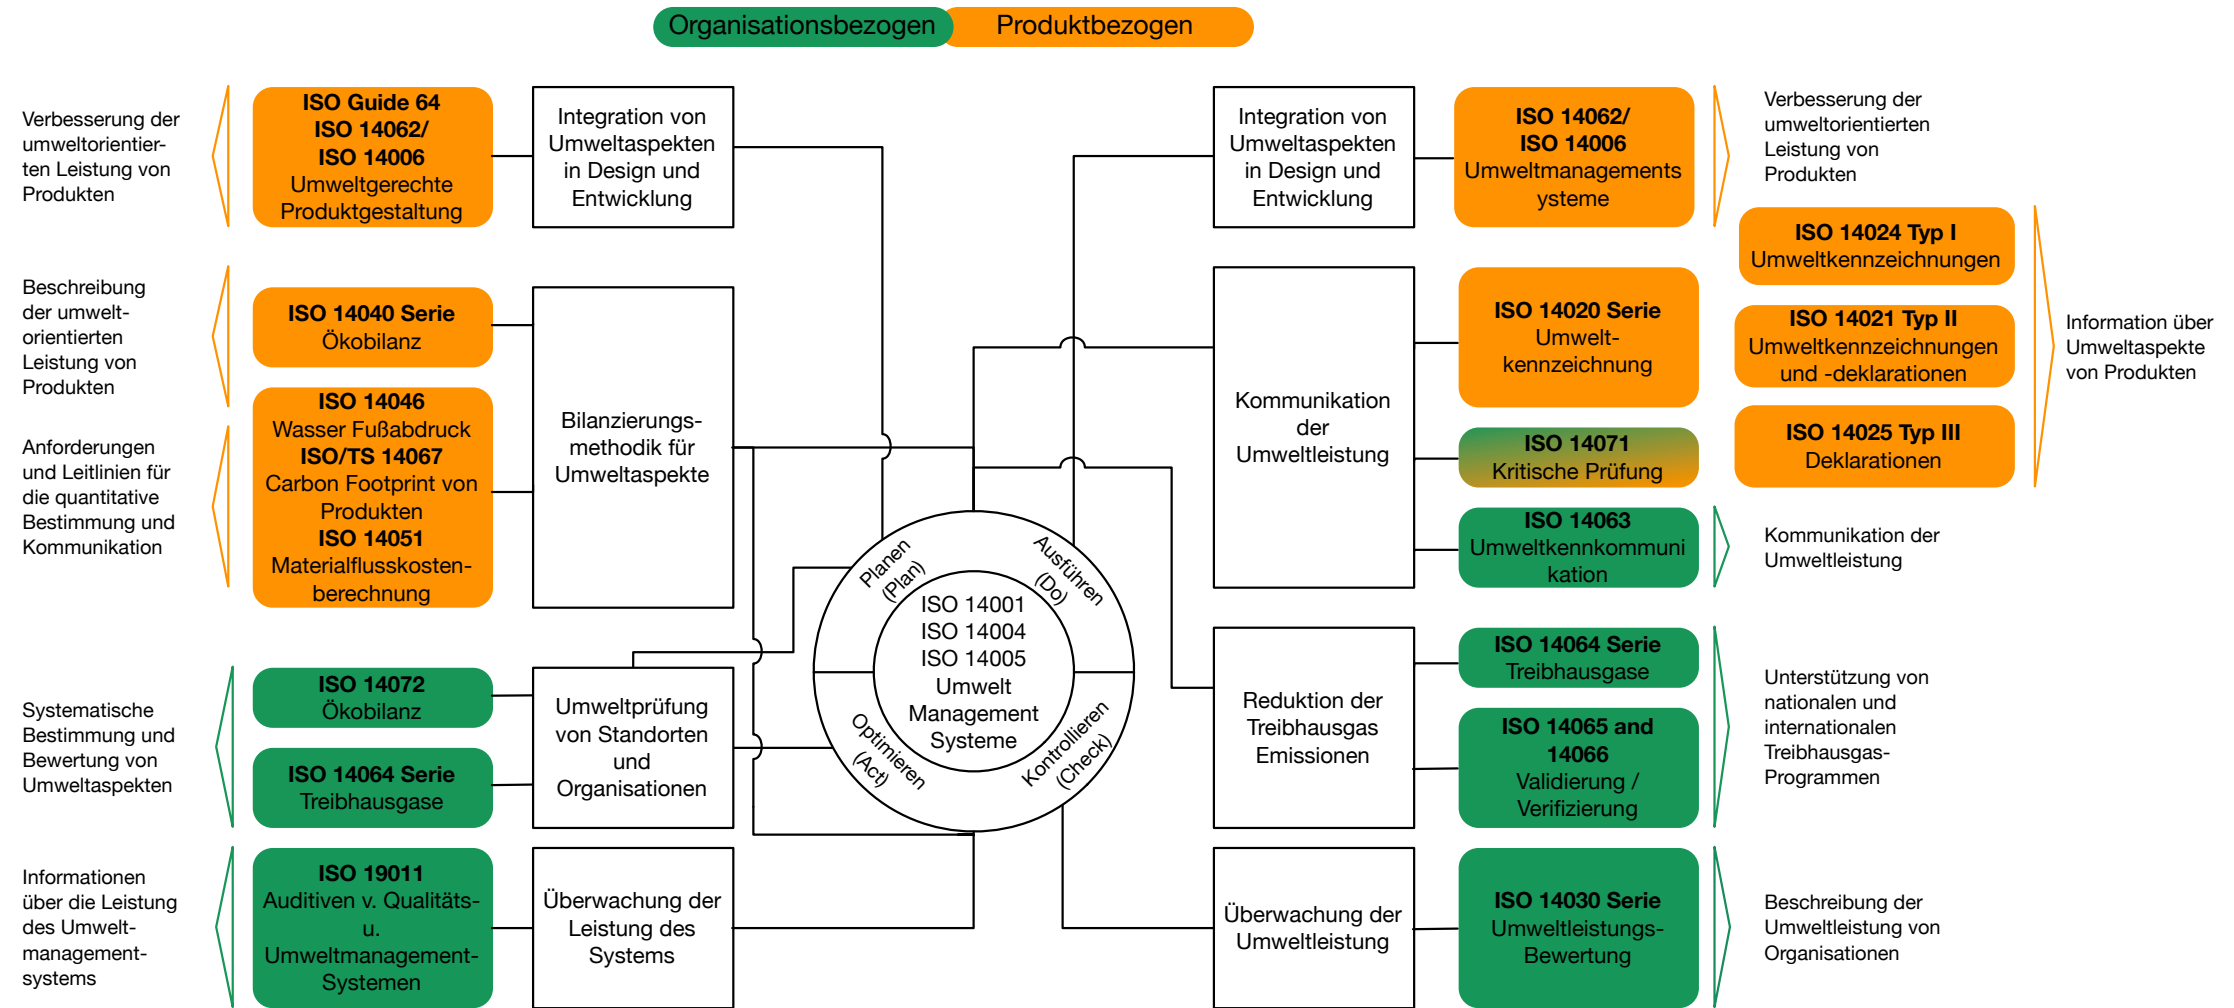 Organisationsbezogen
Produktbezogen
Verbesserung der
umweltorientier-
ten Leistung von
Produkten
ISO Guide 64
ISO 14062/
ISO 14006
Umweltgerechte
Produktgestaltung
Integration von
Umweltaspekten
in Design und
Entwicklung
Beschreibung
der umwelt-
orientierten
Leistung von
Produkten
ISO 14040 Serie
Ökobilanz
Anforderungen
und Leitlinien für
die quantitative
Bestimmung und
Kommunikation
ISO 14046
Wasser Fußabdruck
ISO/TS 14067
Carbon Footprint von
Produkten
ISO 14051
Materialflusskosten-
berechnung
Bilanzierungs-
methodik für
Umweltaspekte
Systematische
Bestimmung und
Bewertung von
Umweltaspekten
ISO 14072
Ökobilanz
ISO 14064 Serie
Treibhausgase
Umweltprüfung
von Standorten
und
Organisationen
Informationen
über die Leistung
des Umwelt-
management-
systems
ISO 19011
Auditiven v. Qualitäts-
u.
Umweltmanagement-
Systemen
Überwachung der
Leistung des
Systems
Planen
(Plan)
Ausführen
(Do)
Optimieren
(Act)
Kontrollieren
(Check)
ISO 14001
ISO 14004
ISO 14005
Umwelt
Management
Systeme
Integration von
Umweltaspekten
in Design und
Entwicklung
ISO 14062/
ISO 14006
Umweltmanagements
ysteme
Verbesserung der
umweltorientierten
Leistung von
Produkten
Kommunikation
der
Umweltleistung
ISO 14020 Serie
Umwelt-
kennzeichnung
ISO 14024 Typ I
Umweltkennzeichnungen
ISO 14021 Typ II
Umweltkennzeichnungen
und -deklarationen
ISO 14025 Typ III
Deklarationen
Information über
Umweltaspekte
von Produkten
ISO 14071
Kritische Prüfung
ISO 14063
Umweltkennkommuni
kation
Kommunikation der
Umweltleistung
Reduktion der
Treibhausgas
Emissionen
ISO 14064 Serie
Treibhausgase
ISO 14065 and
14066
Validierung /
Verifizierung
Unterstützung von
nationalen und
internationalen
Treibhausgas-
Programmen
Überwachung der
Umweltleistung
ISO 14030 Serie
Umweltleistungs-
Bewertung
Beschreibung der
Umweltleistung von
Organisationen